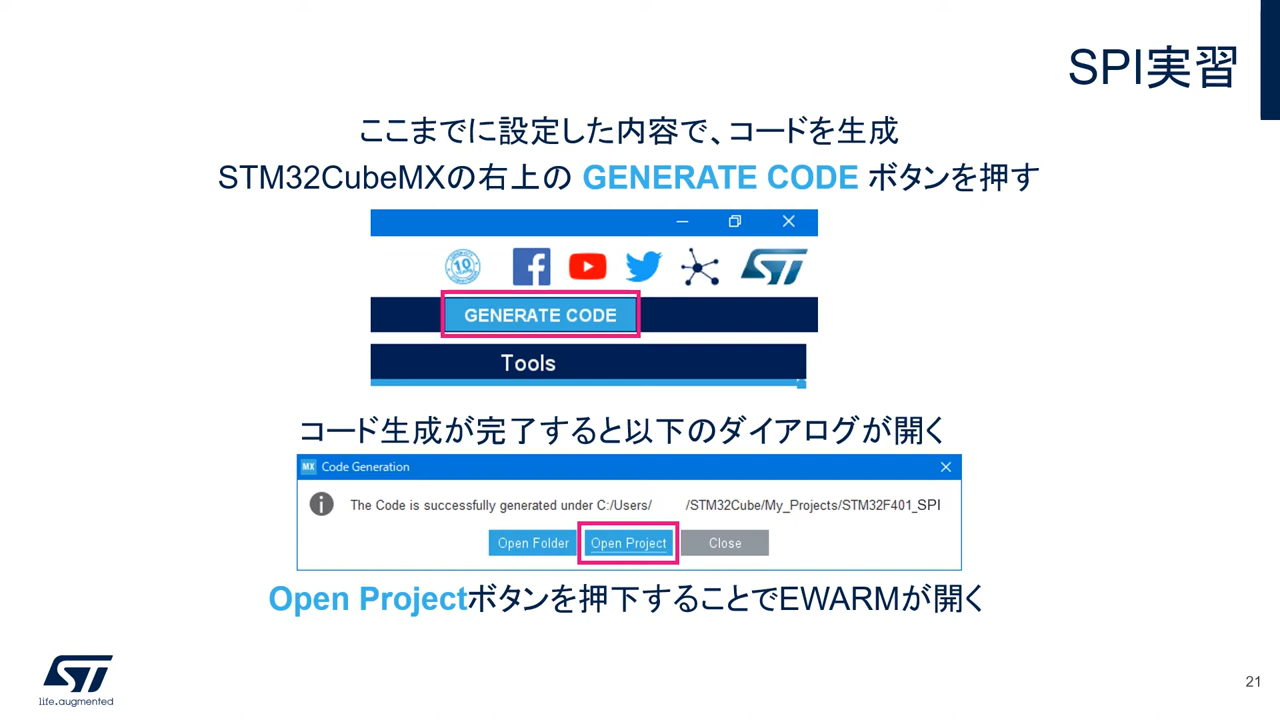 SPI実習
ここまでに設定した内容で、コードを生成
STM32CubeMXの右上の GENERATE CODE ボタンを押す
10
GENERATE CODE
Tools
コード生成が完了すると以下のダイアログが開く
MX Code Generation
The Code is successfully generated under C:/Users/ /STM32Cube/My_Projects/STM32F401_SPI
Open Folder Open Project Close
Open Projectボタンを押下することでEWARMが開く
ST
life.augmented
21